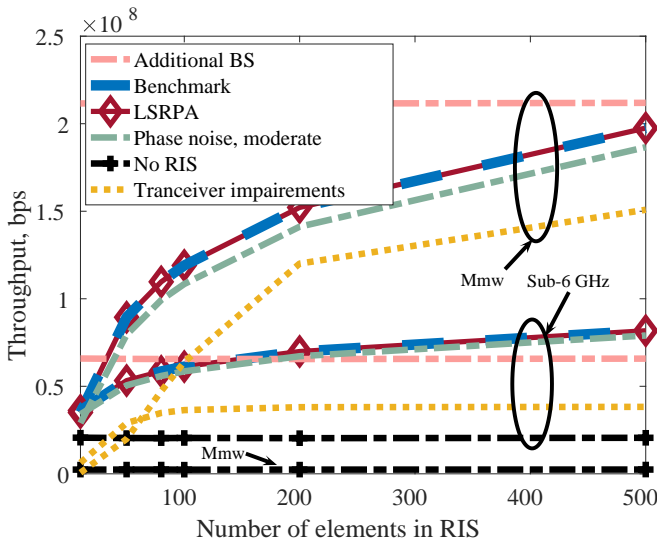 ×10 8
2.5
2
1.5
1
0.5
0
Throughput, bps
Additional BS
Benchmark
LSRPA
Phase noise, moderate
No RIS
Tranceiver impairements
Mmw
Sub-6 GHz
Mmw
100
200
300
400
500
Number of elements in RIS